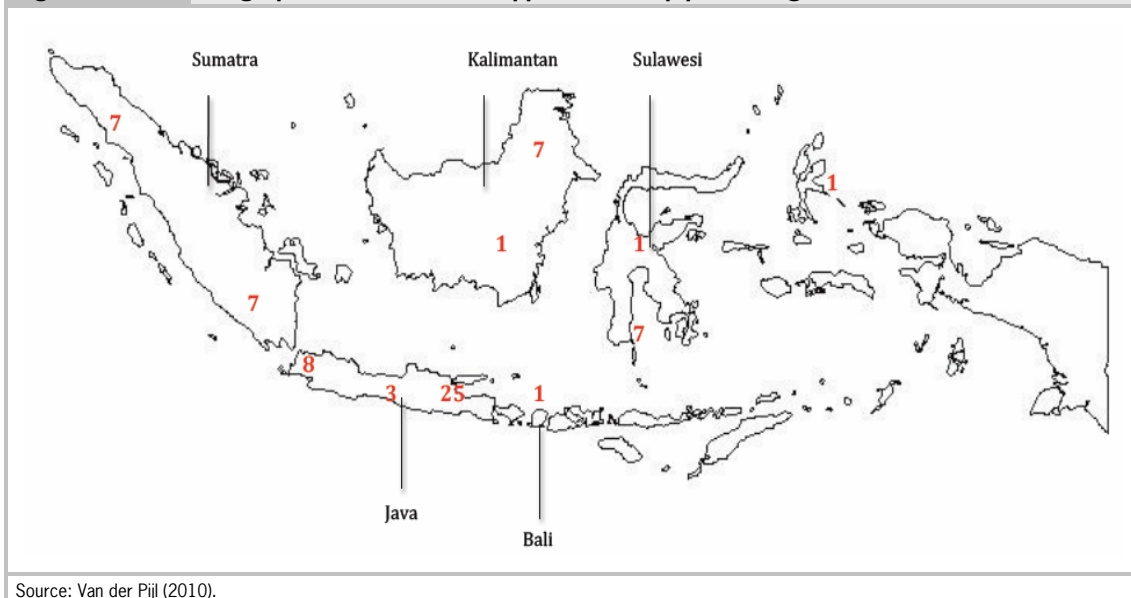 Sumatra
Kalimantan
Sulawesi
7
7
1
1
1
7
7
8
3
25
1
Java
Bali
Source: Van der Pijl (2010).